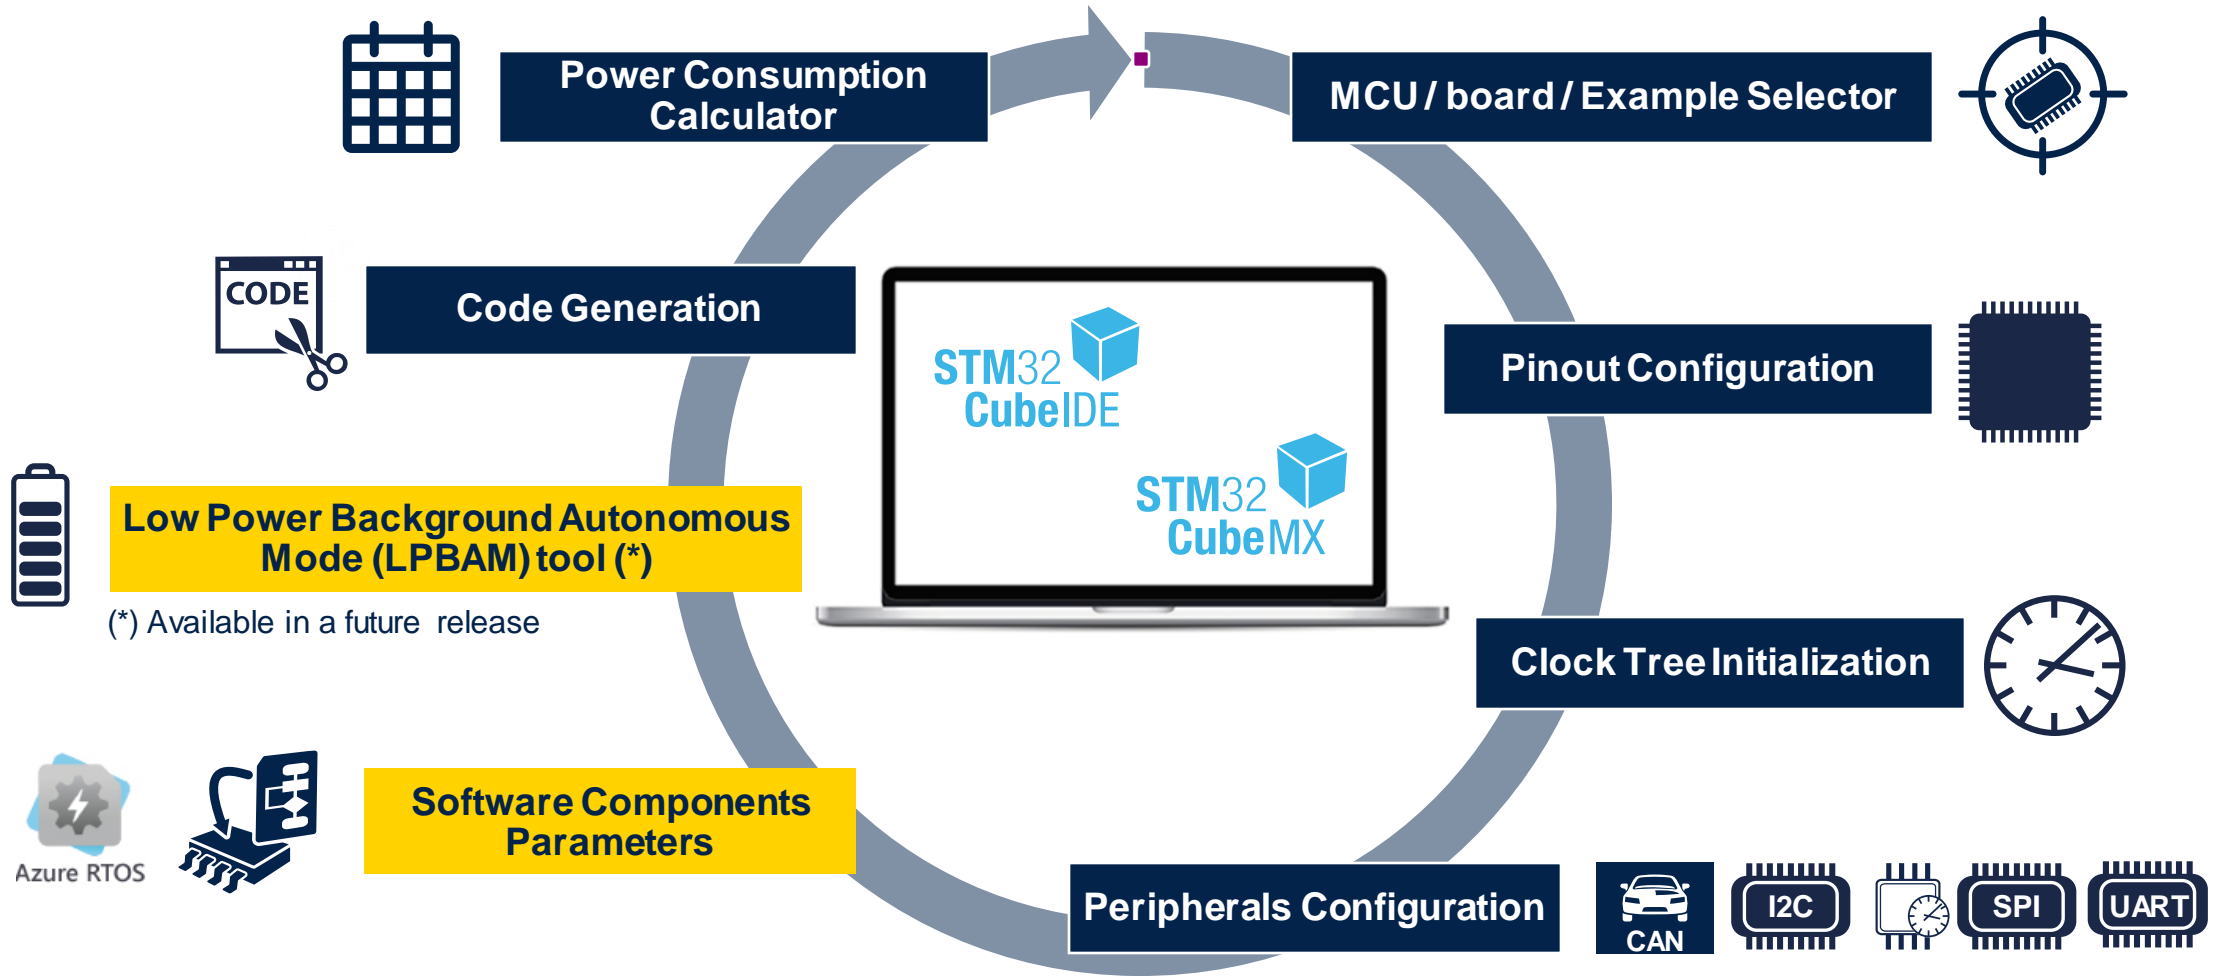 Power Consumption
Calculator
MCU / board / Example Selector
CODE
Code Generation
STM32
CubeIDE
Pinout Configuration
STM32
CubeMX
Low Power Background Autonomous
Mode (LPBAM) tool (*)
(*) Available in a future release
Clock Tree Initialization
Azure RTOS
Software Components
Parameters
Peripherals Configuration
CAN
I2C
SPI
UART